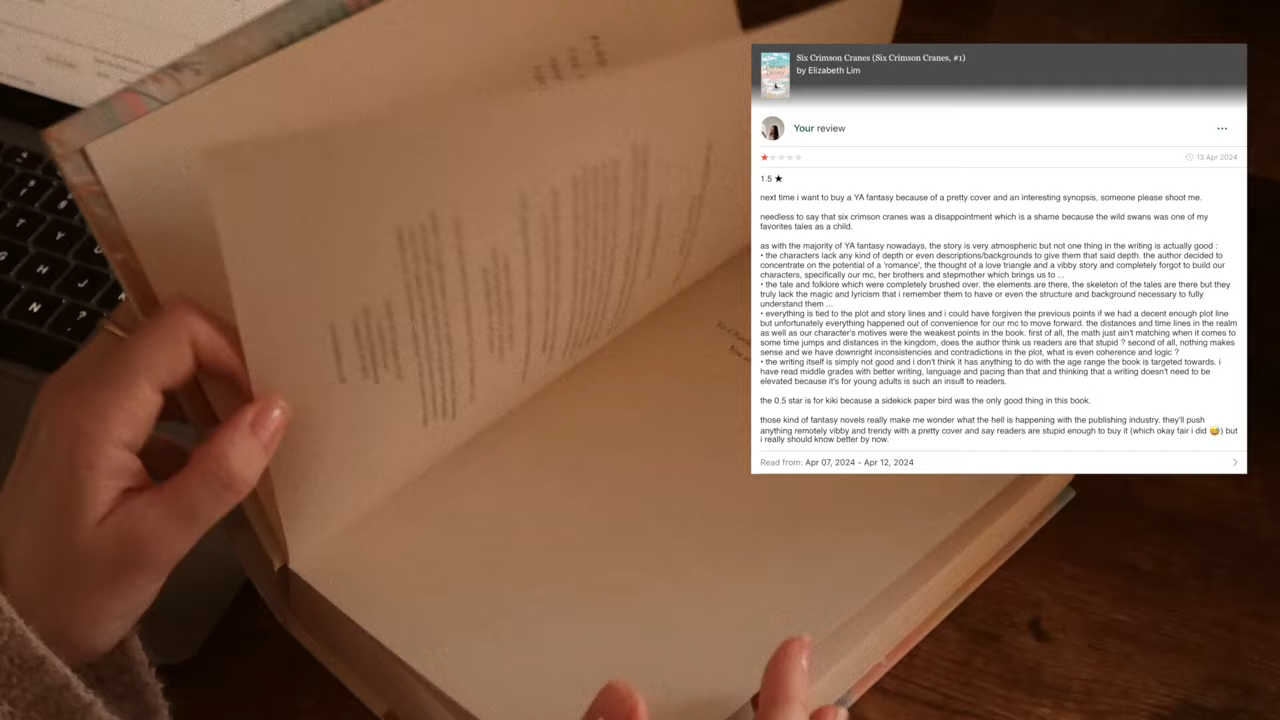 Six Crimson Cranes (Six Crimson Cranes, #1)
by Elizabeth Lim
Your review
...
13 Apr 2024
1.5 ★
next time i want to buy a YA fantasy because of a pretty cover and an interesting synopsis, someone please shoot me.
needless to say that six crimson cranes was a disappointment which is a shame because the wild swans was one of my
favorites tales as a child.
as with the majority of YA fantasy nowadays, the story is very atmospheric but not one thing in the writing is actually good :
• the characters lack any kind of depth or even descriptions/backgrounds to give them that said depth. the author decided to
concentrate on the potential of a 'romance', the thought of a love triangle and a vibby story and completely forgot to build our
characters, specifically our mc, her brothers and stepmother which brings us to ...
• the tale and folklore which were completely brushed over. the elements are there, the skeleton of the tales are there but they
truly lack the magic and lyricism that i remember them to have or even the structure and background necessary to fully
understand them ...
• everything is tied to the plot and story lines and i could have forgiven the previous points if we had a decent enough plot line
but unfortunately everything happened out of convenience for our mc to move forward. the distances and time lines in the realm
as well as our character's motives were the weakest points in the book. first of all, the math just ain't matching when it comes to
some time jumps and distances in the kingdom, does the author think us readers are that stupid ? second of all, nothing makes
sense and we have downright inconsistencies and contradictions in the plot, what is even coherence and logic ?
• the writing itself is simply not good and i don't think it has anything to do with the age range the book is targeted towards. i
have read middle grades with better writing, language and pacing than that and thinking that a writing doesn't need to be
elevated because it's for young adults is such an insult to readers.
the 0.5 star is for kiki because a sidekick paper bird was the only good thing in this book.
those kind of fantasy novels really make me wonder what the hell is happening with the publishing industry. they'll push
anything remotely vibby and trendy with a pretty cover and say readers are stupid enough to buy it (which okay fair i did 😅) but
i really should know better by now.
Read from: Apr 07, 2024 - Apr 12, 2024
T
Y
G
H
J
B
N
M
?